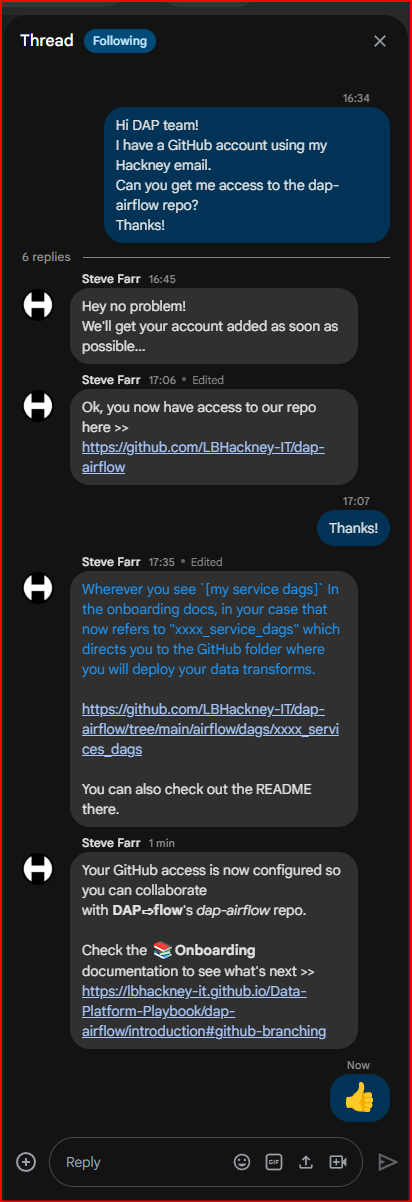 Thread Following
16:34
Hi DAP team!
I have a GitHub account using my
Hackney email.
Can you get me access to the dap-
airflow repo?
Thanks!
6 replies
Steve Farr 16:45
Hey no problem!
We'll get your account added as soon as
possible...
Steve Farr 17:06 • Edited
Ok, you now have access to our repo
here >>
https://github.com/LBHackney-IT/dap-
airflow
17:07
Thanks!
Steve Farr 17:35 • Edited
Wherever you see `[my service dags]` In
the onboarding docs, in your case that
now refers to "xxxx_service_dags" which
directs you to the GitHub folder where
you will deploy your data transforms.
https://github.com/LBHackney-IT/dap-
airflow/tree/main/airflow/dags/xxxx_servi
ces_dags
You can also check out the README
there.
Steve Farr 1 min
Your GitHub access is now configured so
you can collaborate
with DAP➩flow's dap-airflow repo.
Check the 📚 Onboarding
documentation to see what's next >>
https://lbhackney-it.github.io/Data-
Platform-Playbook/dap-
airflow/introduction#github-branching
Now
👍
Reply GIF